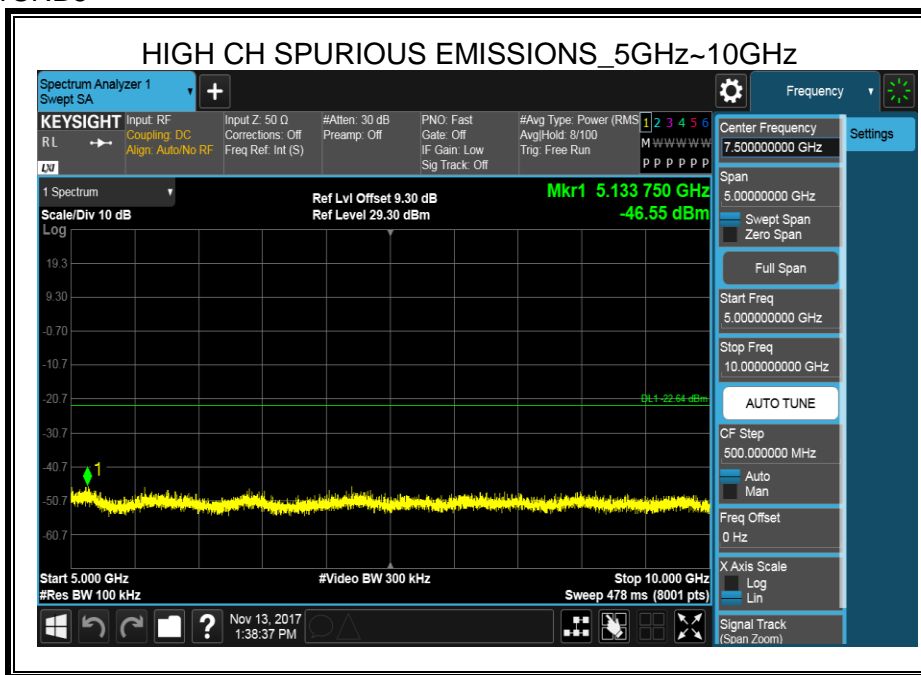 HIGH CH SPURIOUS EMISSIONS_5GHz~10GHz
Spectrum Analyzer 1
Swept SA
+
Frequency
KEYSIGHT
RL
LXI
Input: RF
Coupling: DC
Align: Auto/No RF
Input Z: 50 Ω
Corrections: Off
Freq Ref: Int (S)
#Atten: 30 dB
Preamp: Off
PNO: Fast
Gate: Off
IF Gain: Low
Sig Track: Off
#Avg Type: Power (RMS
Avg|Hold: 8/100
Trig: Free Run
1 2 3 4 5 6
M W W W W W
P P P P P P
1 Spectrum
Scale/Div 10 dB
Log
Ref Lvl Offset 9.30 dB
Ref Level 29.30 dBm
Mkr1 5.133 750 GHz
-46.55 dBm
19.3
9.30
-0.70
-10.7
-20.7
-30.7
-40.7
-50.7
-60.7
DL1 -22.64 dBm
1
Start 5.000 GHz
#Res BW 100 kHz
#Video BW 300 kHz
Stop 10.000 GHz
Sweep 478 ms (8001 pts)
Center Frequency
7.500000000 GHz
Settings
Span
5.00000000 GHz
Swept Span
Zero Span
Full Span
Start Freq
5.000000000 GHz
Stop Freq
10.000000000 GHz
AUTO TUNE
CF Step
500.000000 MHz
Auto
Man
Freq Offset
0 Hz
X Axis Scale
Log
Lin
Signal Track
(Span Zoom)
?
Nov 13, 2017
1:38:37 PM